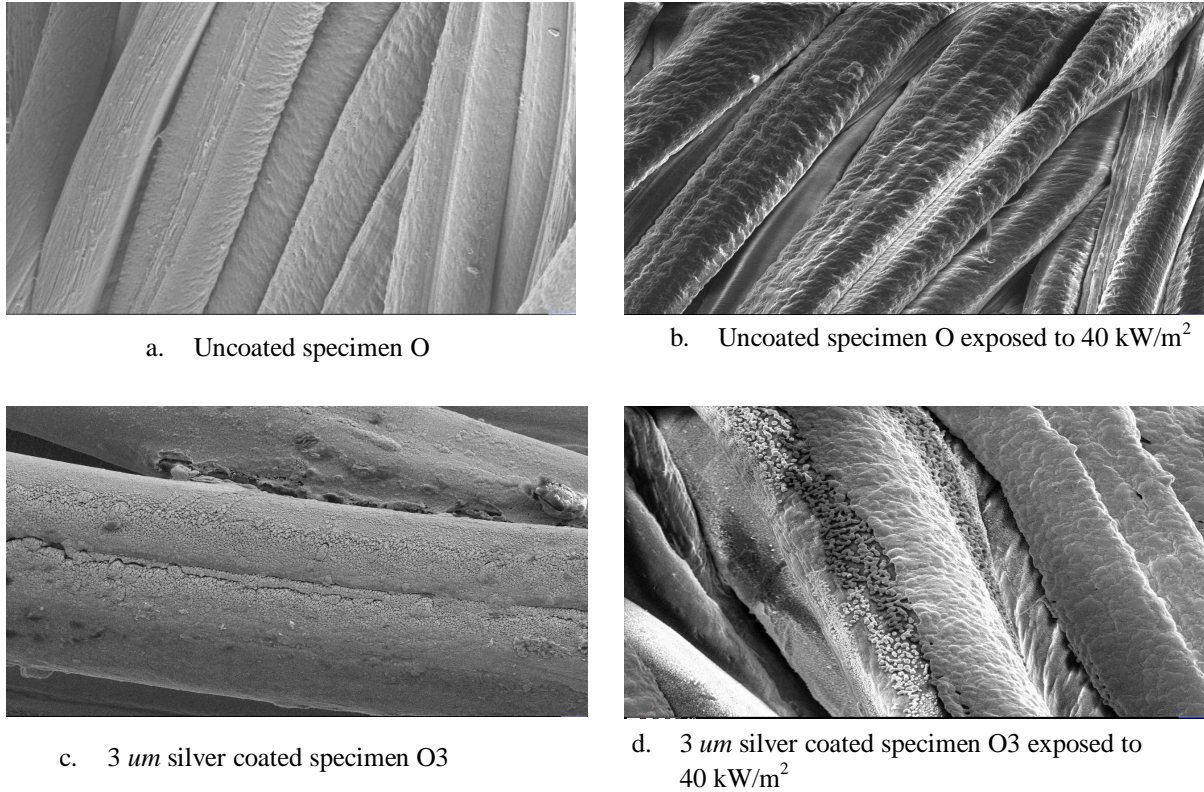 a. Uncoated specimen O
b. Uncoated specimen O exposed to 40 kW/m²
c. 3 um silver coated specimen O3
d. 3 um silver coated specimen O3 exposed to
40 kW/m²